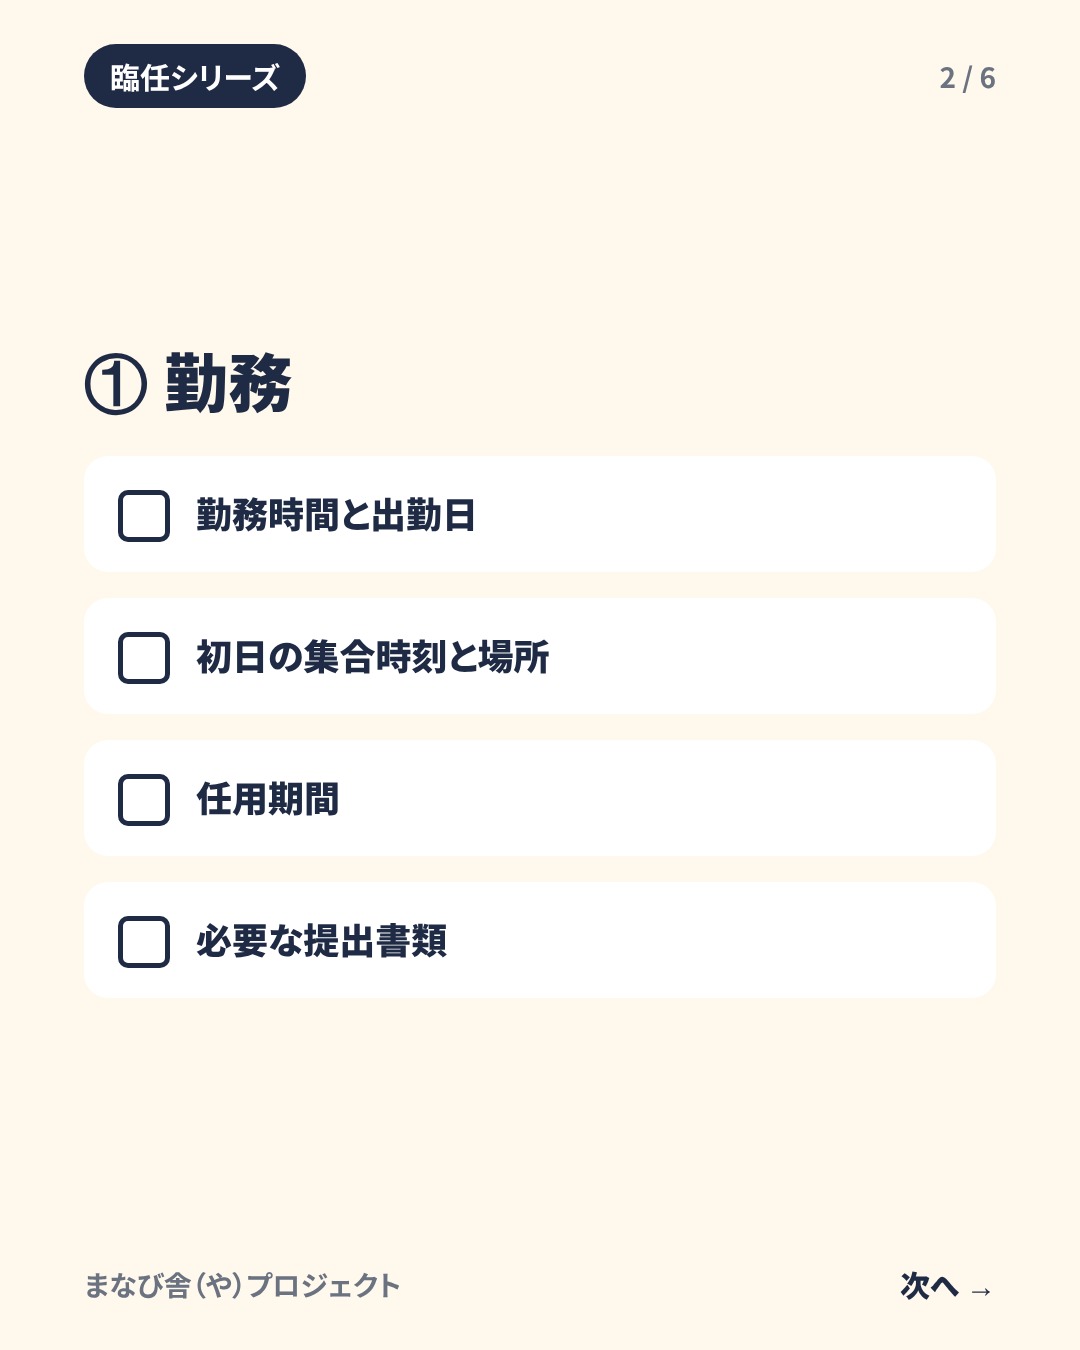 臨任シリーズ
2 / 6
① 勤務
勤務時間と出勤日
初日の集合時刻と場所
任用期間
必要な提出書類
まなび舎（や）プロジェクト
次へ →